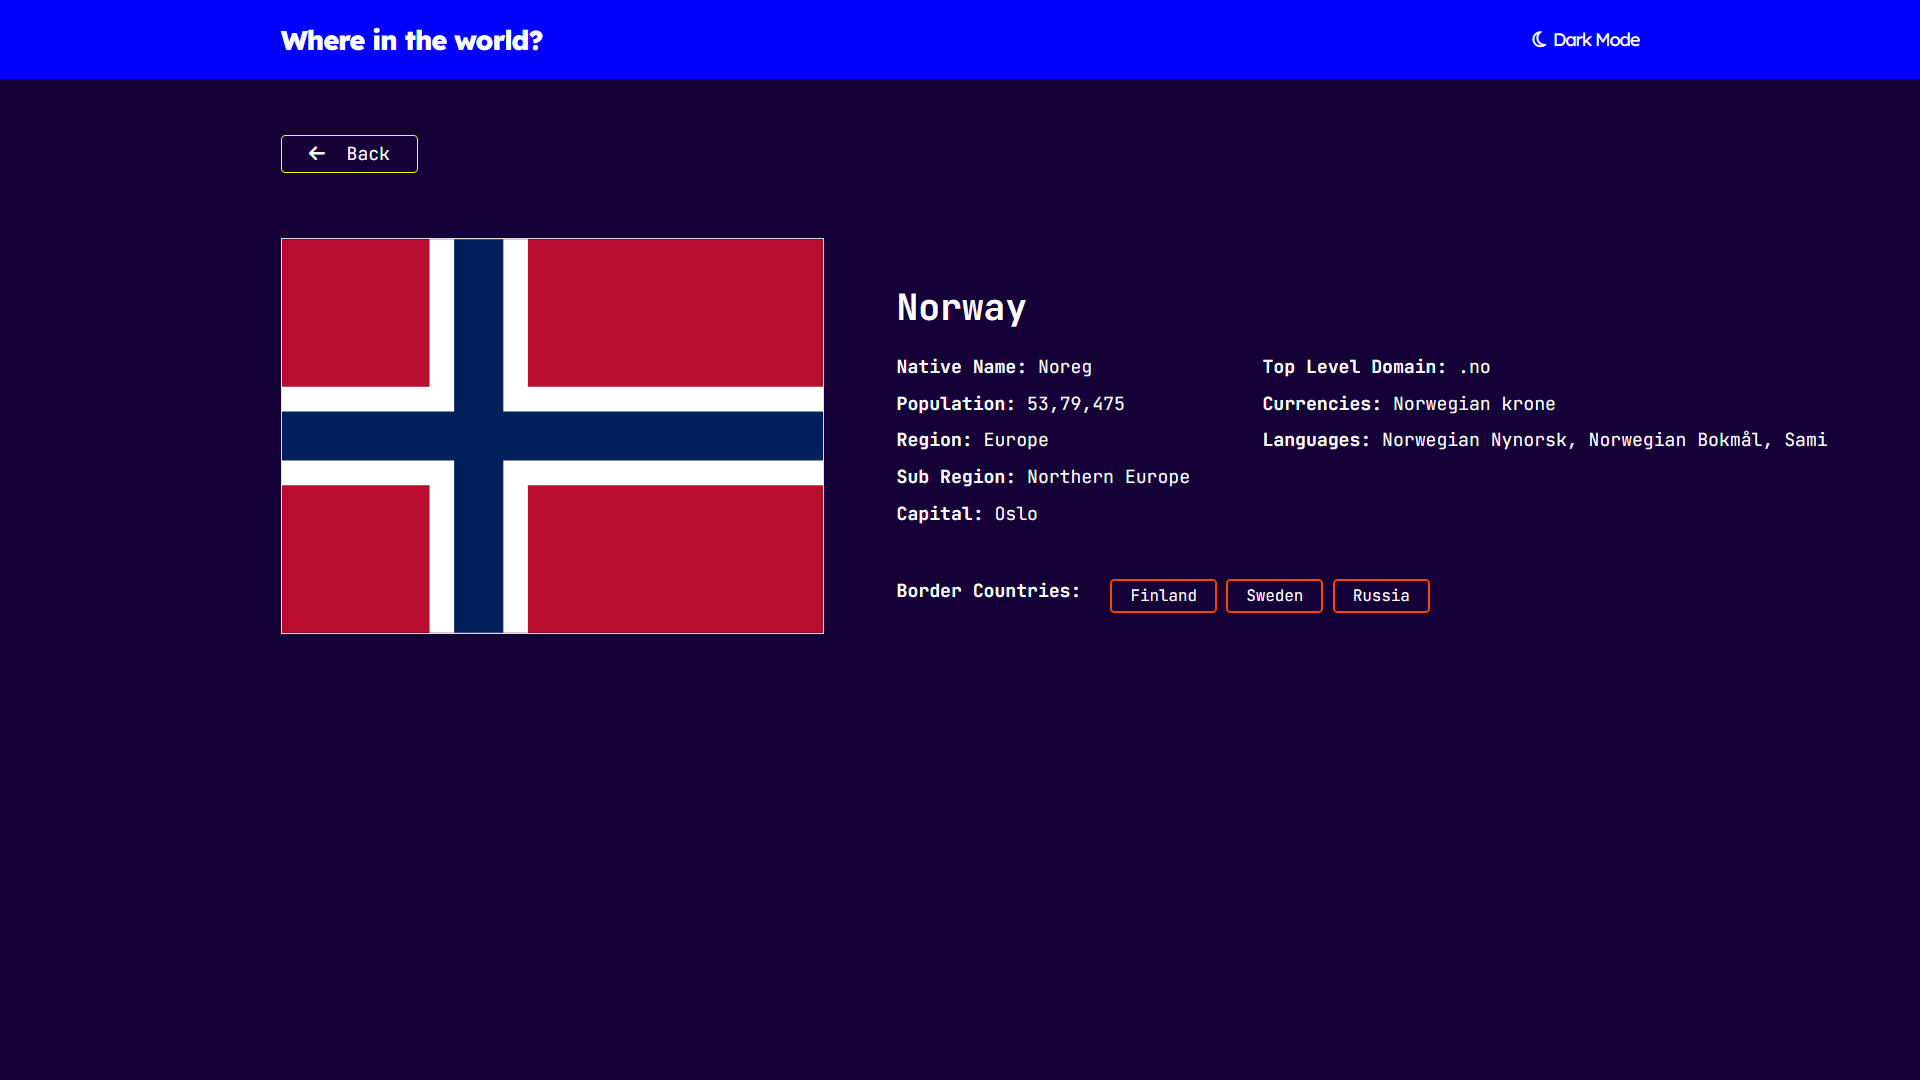 Where in the world?
Dark Mode
Back
Norway
Native Name: Noreg
Population: 53,79,475
Region: Europe
Sub Region: Northern Europe
Capital: Oslo
Top Level Domain: .no
Currencies: Norwegian krone
Languages: Norwegian Nynorsk, Norwegian Bokmål, Sami
Border Countries: Finland Sweden Russia